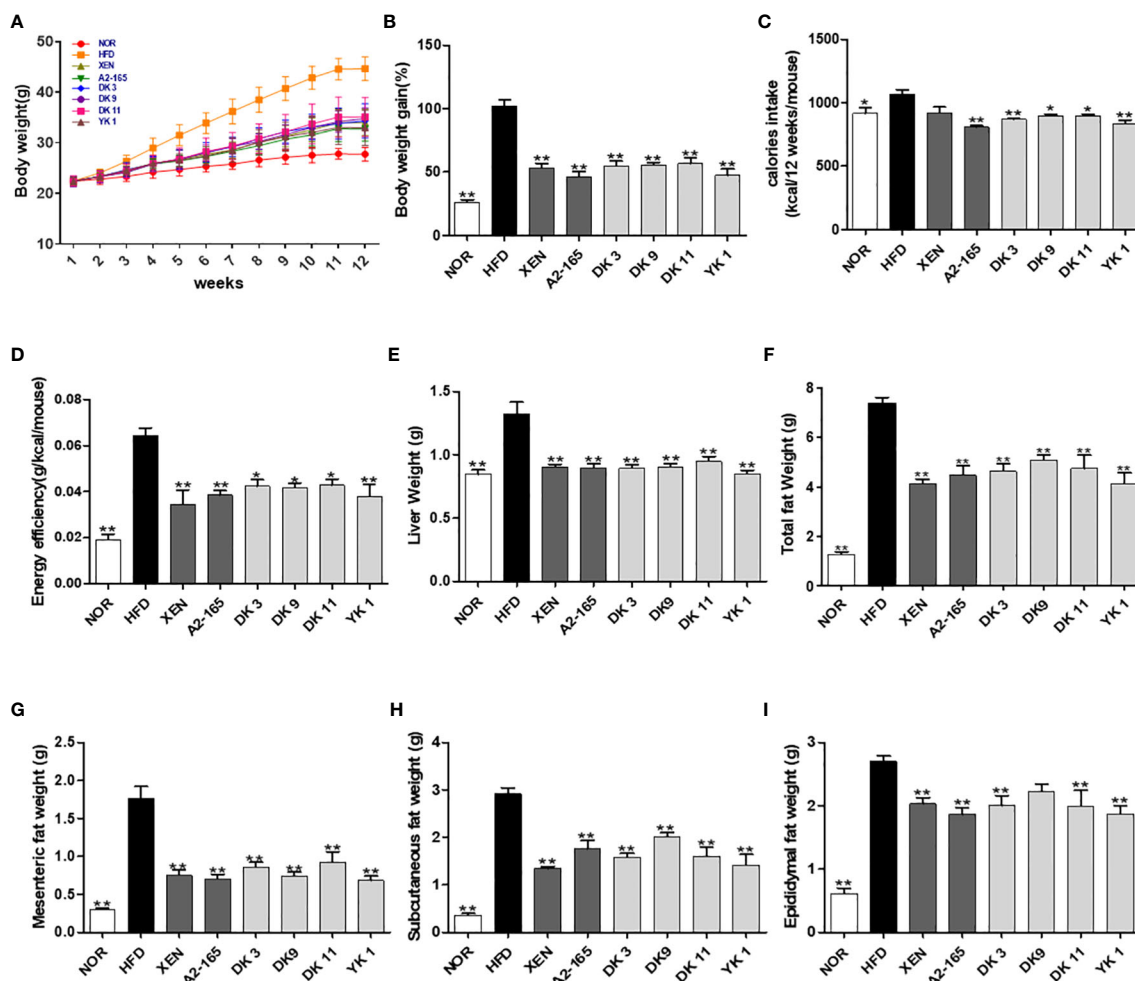 A
Body weight(g)
50
40
30
20
10
NOR
HFD
XEN
A2-165
DK 3
DK 9
DK 11
YK 1
1 2 3 4 5 6 7 8 9 10 11 12
weeks
B
Body weight gain(%)
150
100
50
0
** ** ** ** ** ** **
NOR HFD XEN A2-165 DK 3 DK 9 DK 11 YK 1
C
calories intake
(kcal/12 weeks/mouse)
1500
1000
500
0
* ** ** * * **
NOR HFD XEN A2-165 DK 3 DK 9 DK 11 YK 1
D
Energy efficiency(g/kcal/mouse)
0.08
0.06
0.04
0.02
0.00
** ** ** * * * **
NOR HFD XEN A2-165 DK 3 DK 9 DK 11 YK 1
E
Liver Weight (g)
1.5
1.0
0.5
0.0
** ** ** ** ** ** **
NOR HFD XEN A2-165 DK 3 DK9 DK 11 YK 1
F
Total fat Weight (g)
8
6
4
2
0
** ** ** ** ** ** **
NOR HFD XEN A2-165 DK 3 DK9 DK 11 YK 1
G
Mesenteric fat weight (g)
2.5
2.0
1.5
1.0
0.5
0.0
** ** ** ** ** ** **
NOR HFD XEN A2-165 DK 3 DK9 DK 11 YK 1
H
Subcutaneous fat weight (g)
4
3
2
1
0
** ** ** ** ** ** **
NOR HFD XEN A2-165 DK 3 DK9 DK 11 YK 1
I
Epididymal fat weight (g)
3
2
1
0
** ** ** ** ** **
NOR HFD XEN A2-165 DK 3 DK9 DK 11 YK 1